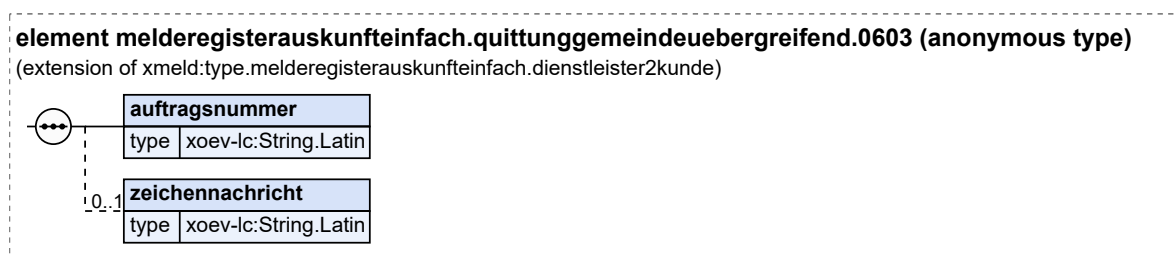 element melderegisterauskunfteinfach.quittunggemeindeuebergreifend.0603 (anonymous type)
(extension of xmeld:type.melderegisterauskunfteinfach.dienstleister2kunde)
auftragsnummer
type xoev-lc:String.Latin
0..1 zeichennachricht
type xoev-lc:String.Latin